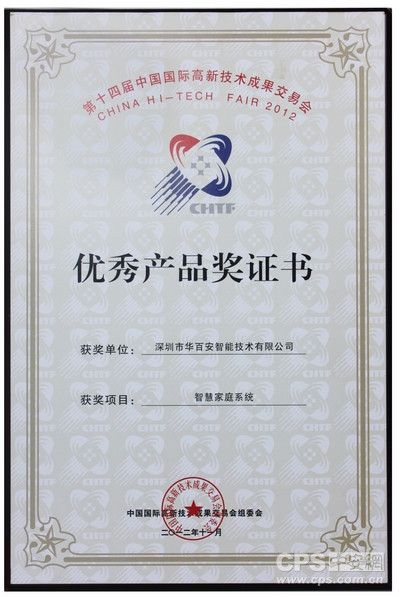 第十四届中国国际高新技术成果交易会
CHINA HI-TECH FAIR 2012
CHTF
优秀产品奖证书
获奖单位： 深圳市华百安智能技术有限公司
获奖项目： 智慧家庭系统
中国国际高新技术成果交易会组委会
二〇一二年十一月
CPS中安網
www.cps.com.cn